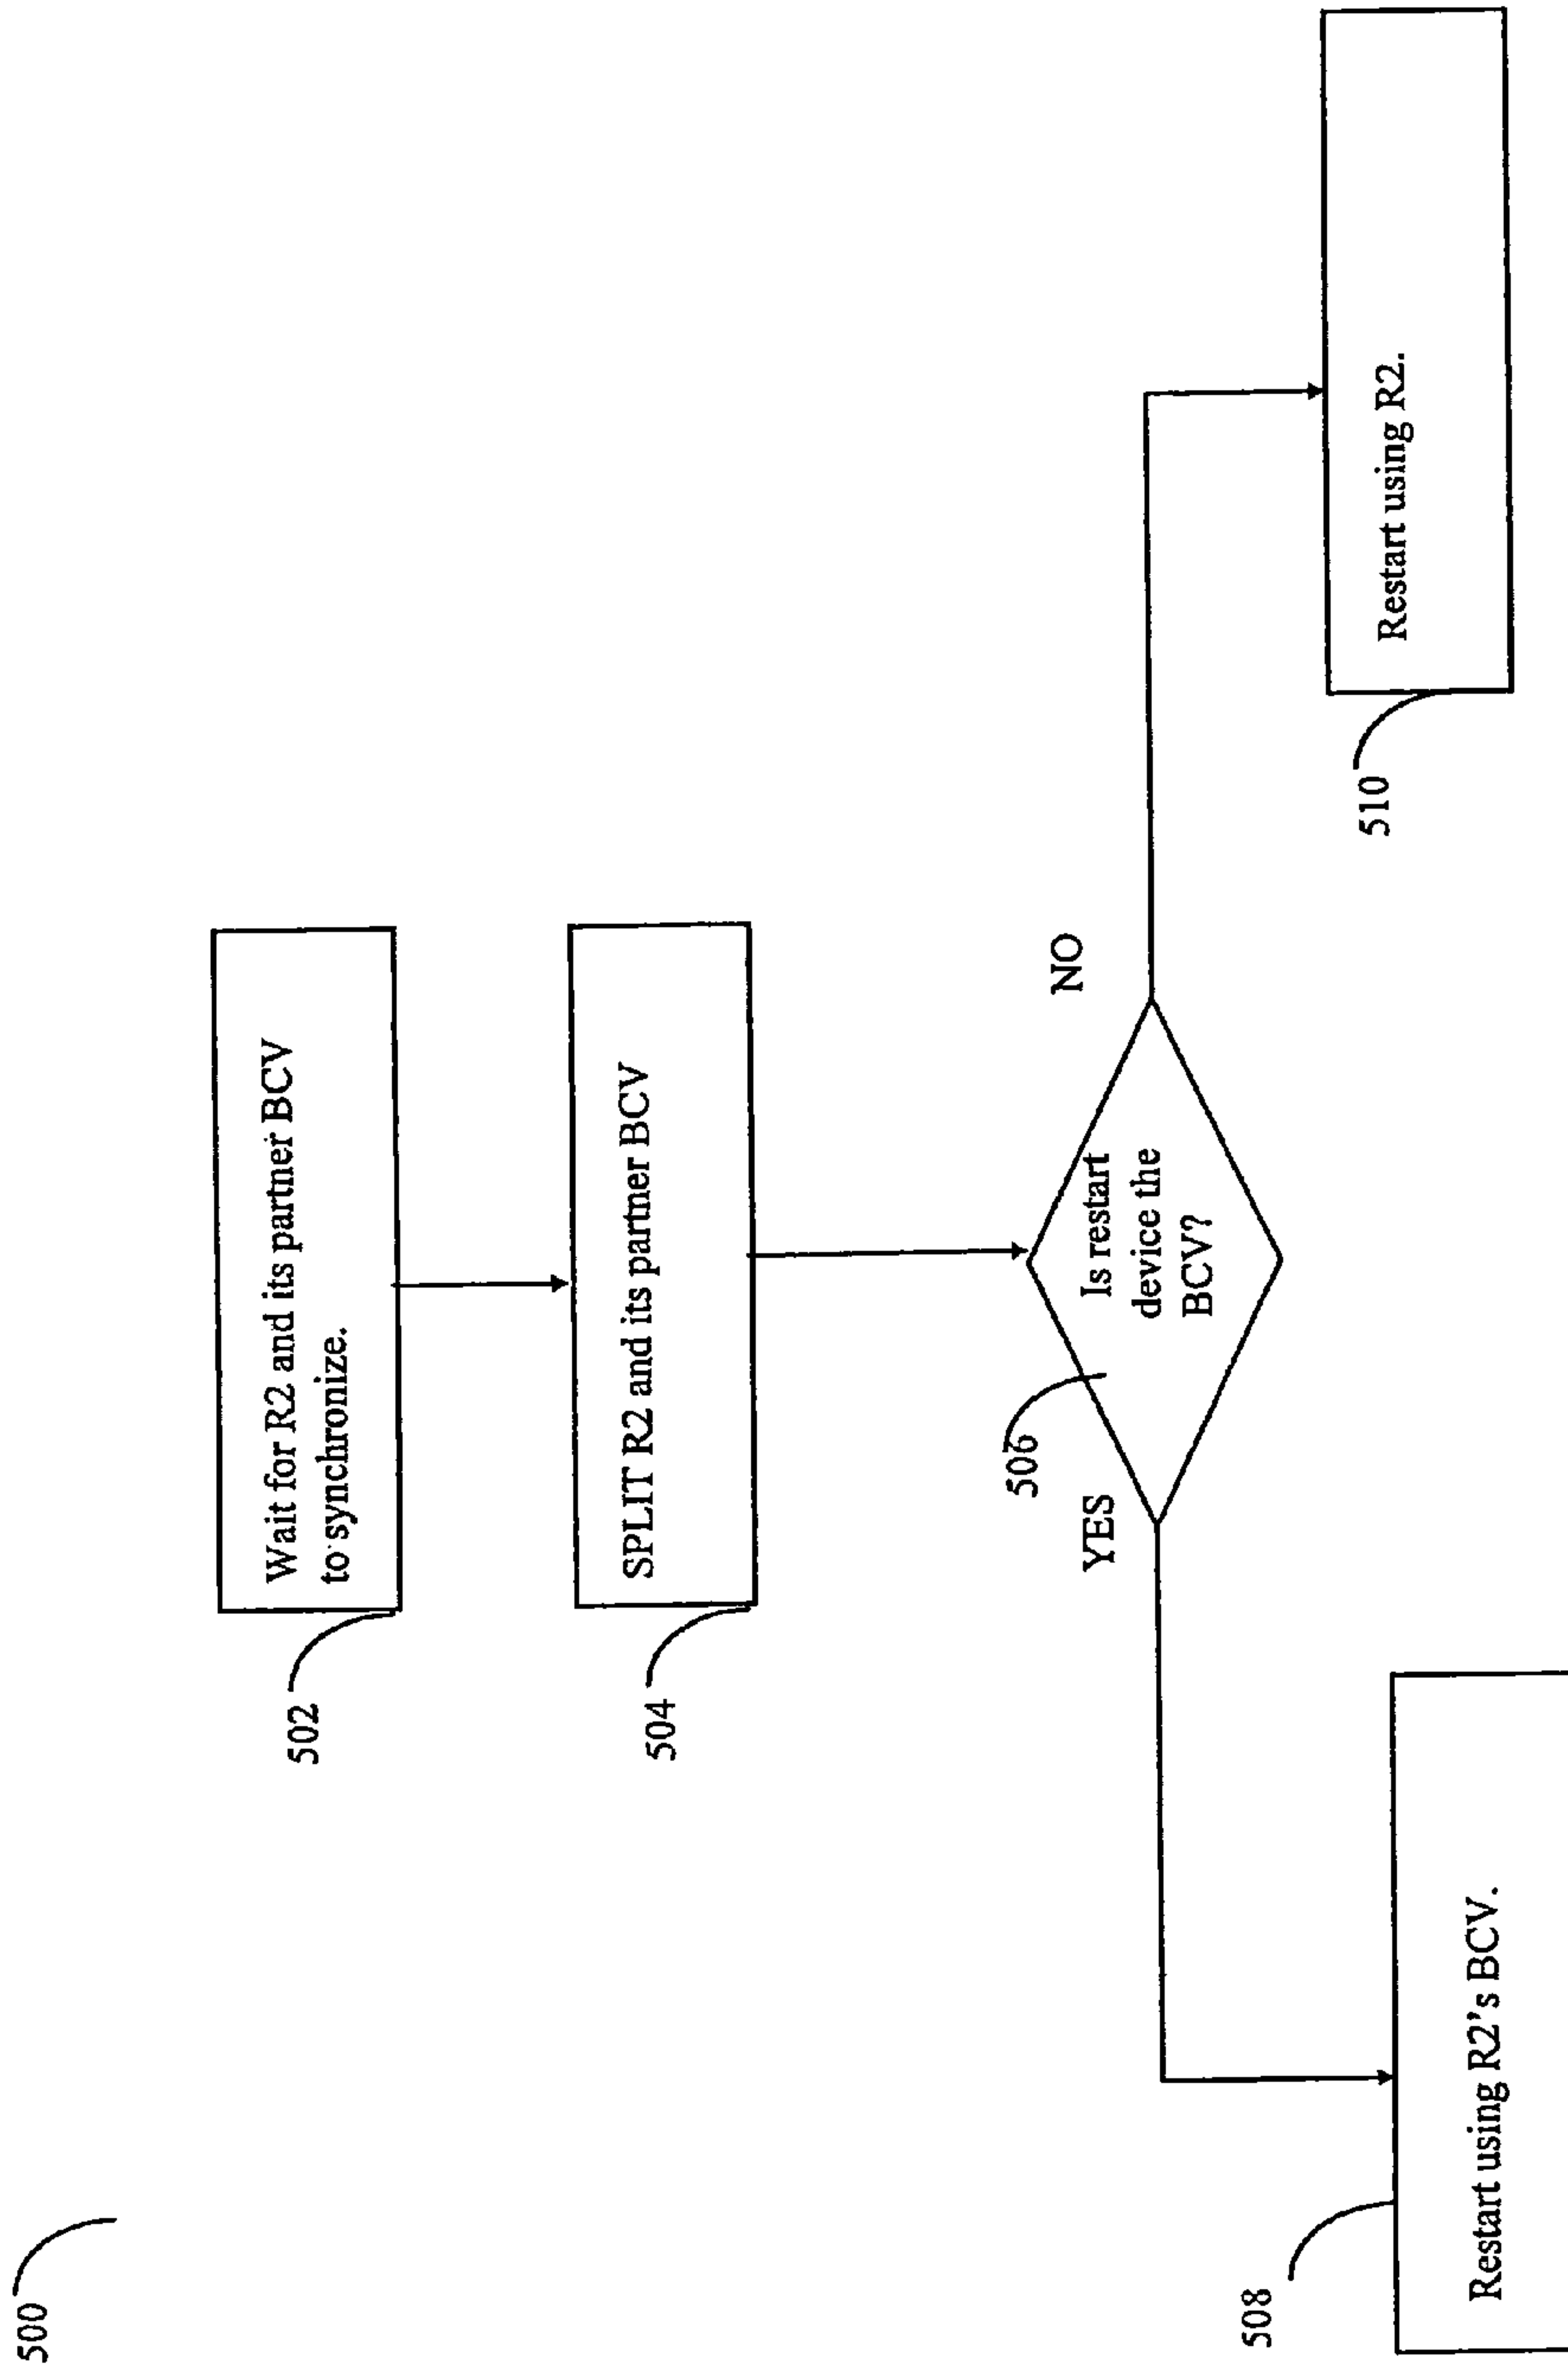 500
502
Wait for R2 and its partner BCV
to synchronize.
504
SPLIT R2 and its partner BCV
506
Is restart
device the
BCV?
YES
NO
508
Restart using R2's BCV.
510
Restart using R2.